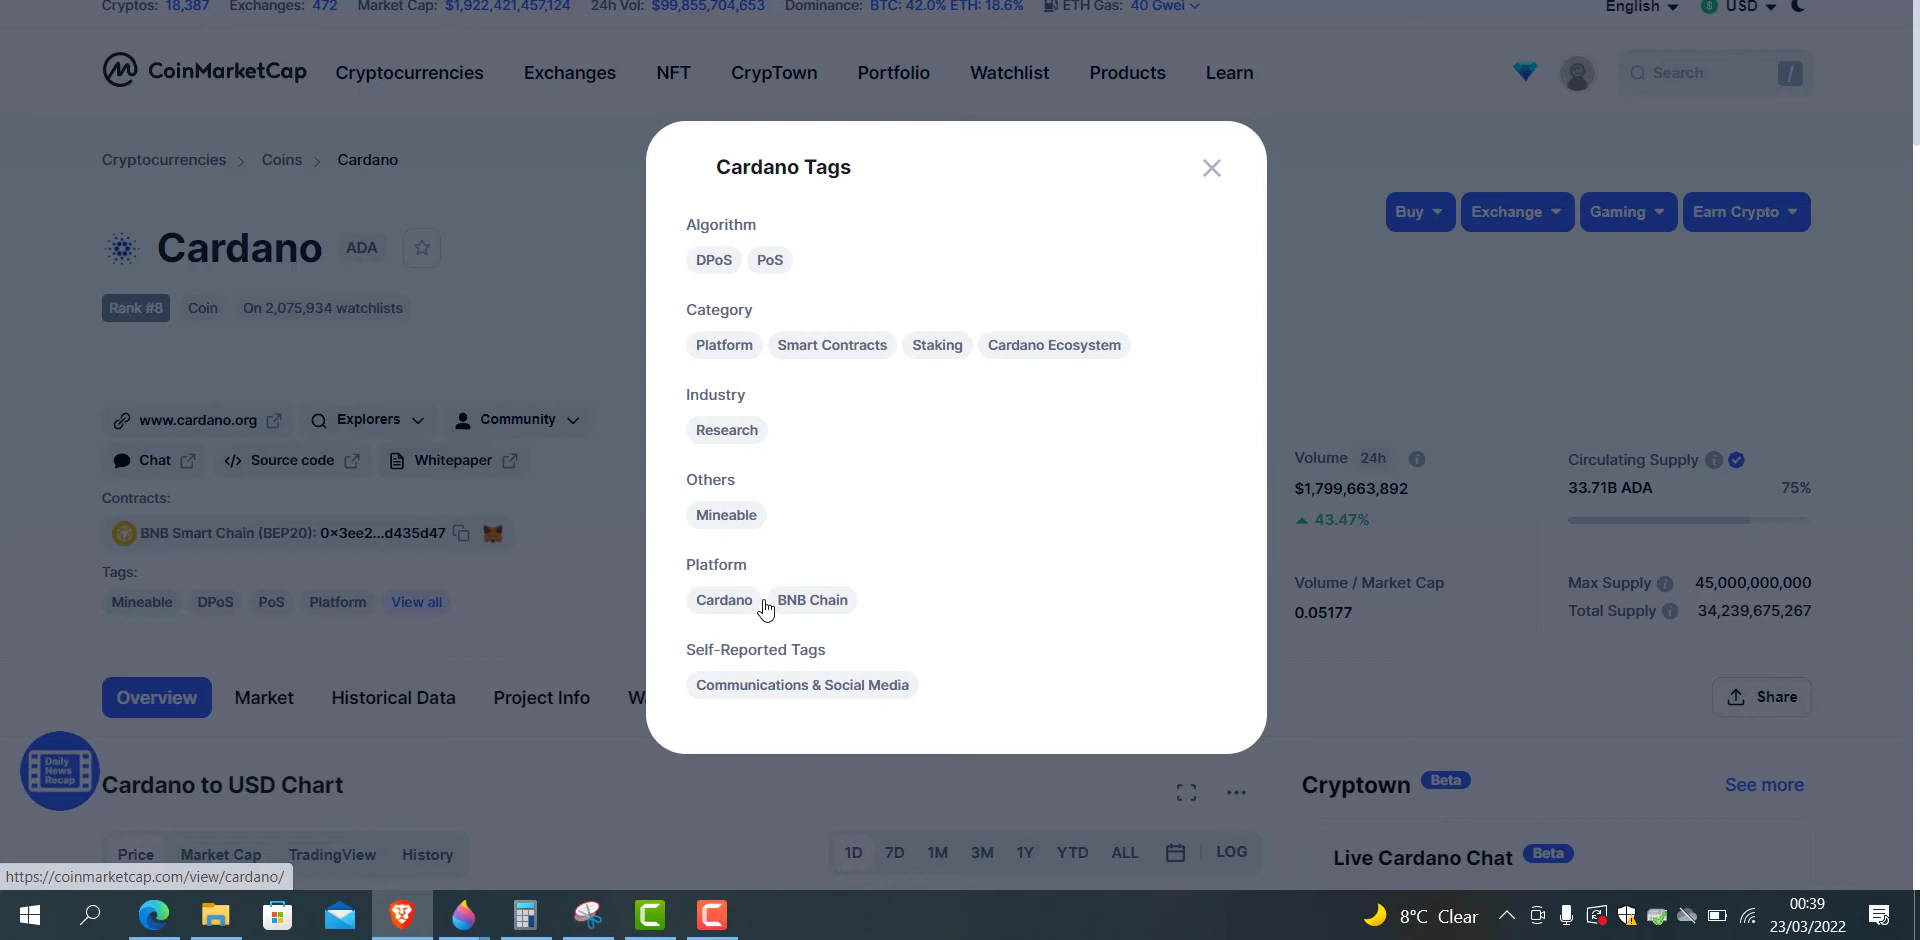 Cryptos: 18,387 Exchanges: 472 Market Cap: $1,922,421,457,124 24h Vol: $99,855,704,653 Dominance: BTC: 42.0% ETH: 18.6% ETH Gas: 40 Gwei English $ USD
CoinMarketCap Cryptocurrencies Exchanges NFT CrypTown Portfolio Watchlist Products Learn Search /
Cryptocurrencies > Coins > Cardano
Cardano Tags
Algorithm
DPoS PoS
Category
Platform Smart Contracts Staking Cardano Ecosystem
Industry
Research
Others
Mineable
Platform
Cardano BNB Chain
Self-Reported Tags
Communications & Social Media
Buy Exchange Gaming Earn Crypto
Cardano ADA
Rank #8 Coin On 2,075,934 watchlists
www.cardano.org Explorers Community
Chat </> Source code Whitepaper
Contracts:
BNB Smart Chain (BEP20): 0x3ee2...d435d47
Tags:
Mineable DPoS PoS Platform View all
Volume 24h
$1,799,663,892
43.47%
Volume / Market Cap
0.05177
Circulating Supply
33.71B ADA 75%
Max Supply 45,000,000,000
Total Supply 34,239,675,267
Overview Market Historical Data Project Info Share
Daily
News
Recap
Cardano to USD Chart
Cryptown Beta See more
Price Market Cap TradingView History 1D 7D 1M 3M 1Y YTD ALL LOG
Live Cardano Chat Beta
https://coinmarketcap.com/view/cardano/
8°C Clear
00:39
23/03/2022